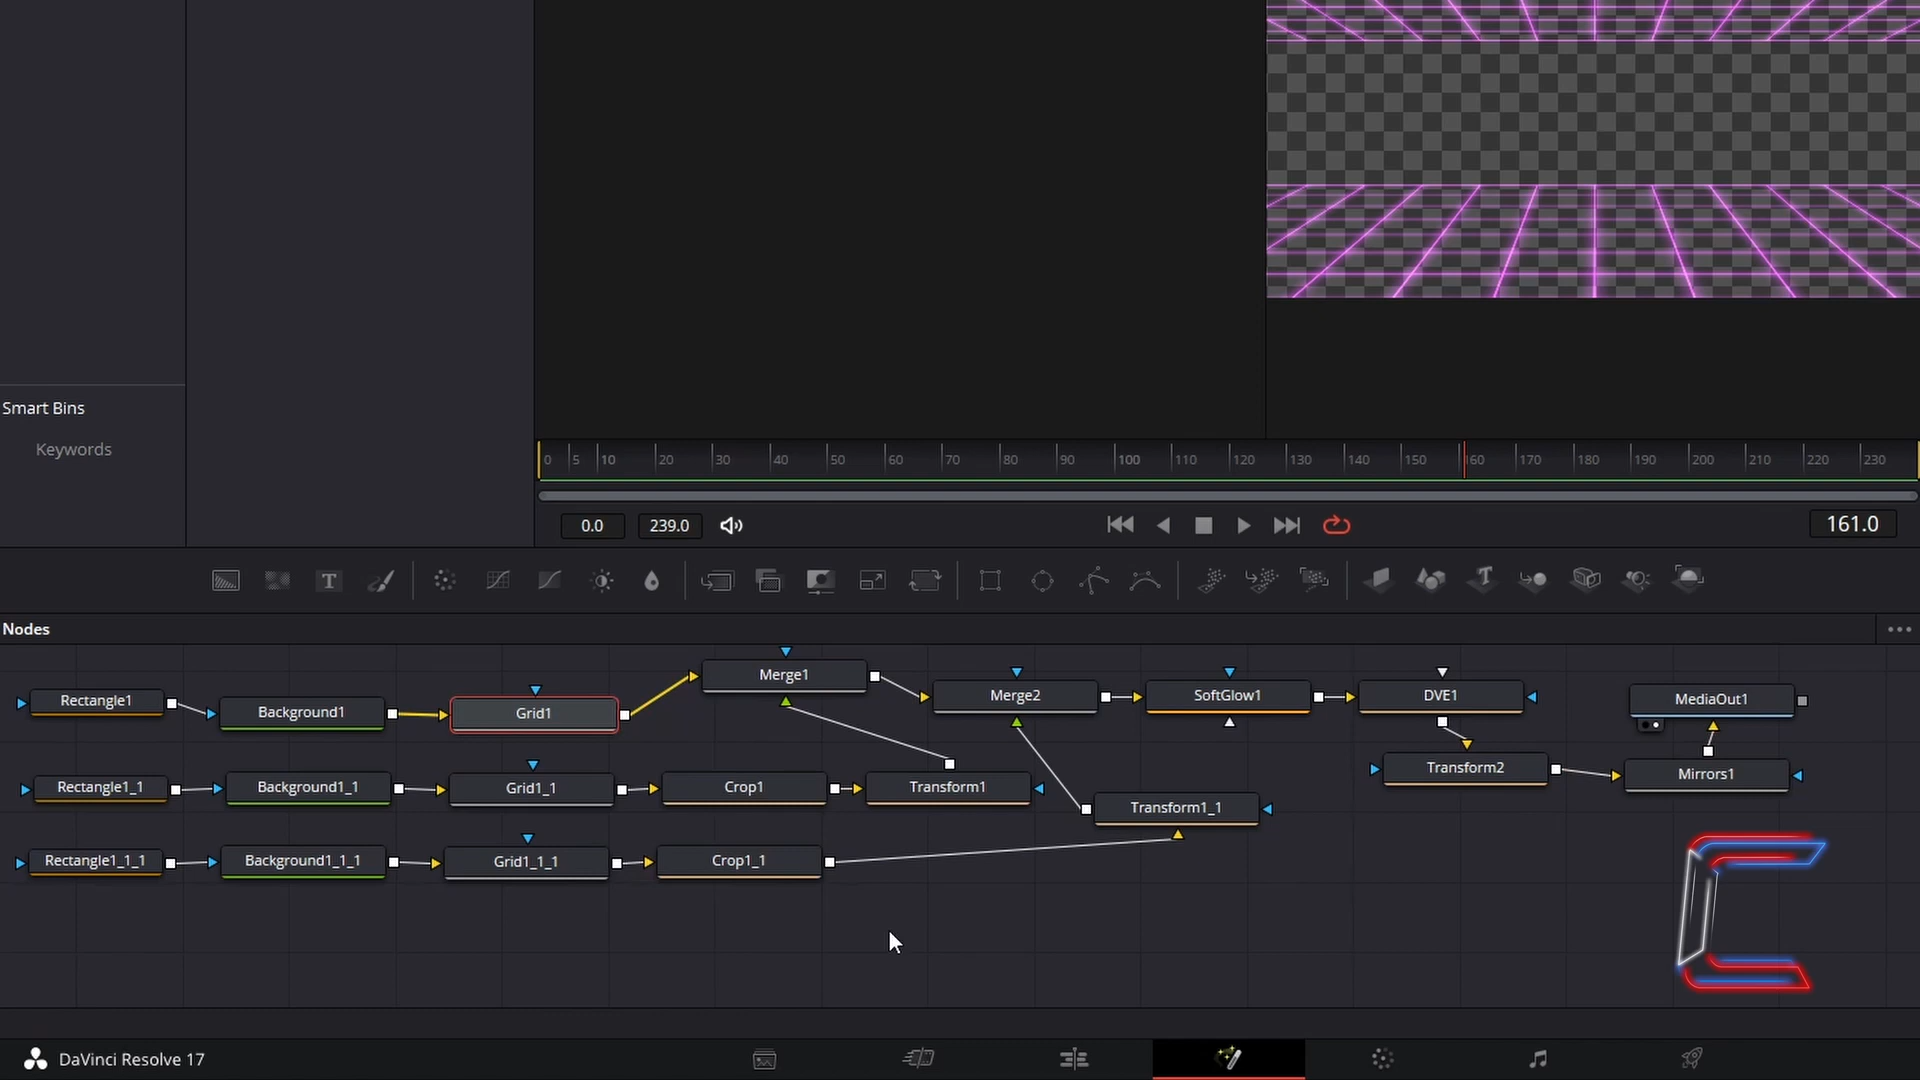 Smart Bins
Keywords
0 5 10 20 30 40 50 60 70 80 90 100 110 120 130 140 150 160 170 180 190 200 210 220 230
0.0 239.0 161.0
Nodes
Merge1
Rectangle1 Background1 Grid1 Merge2 SoftGlow1 DVE1 MediaOut1
Transform2 Mirrors1
Rectangle1_1 Background1_1 Grid1_1 Crop1 Transform1
Transform1_1
Rectangle1_1_1 Background1_1_1 Grid1_1_1 Crop1_1
DaVinci Resolve 17